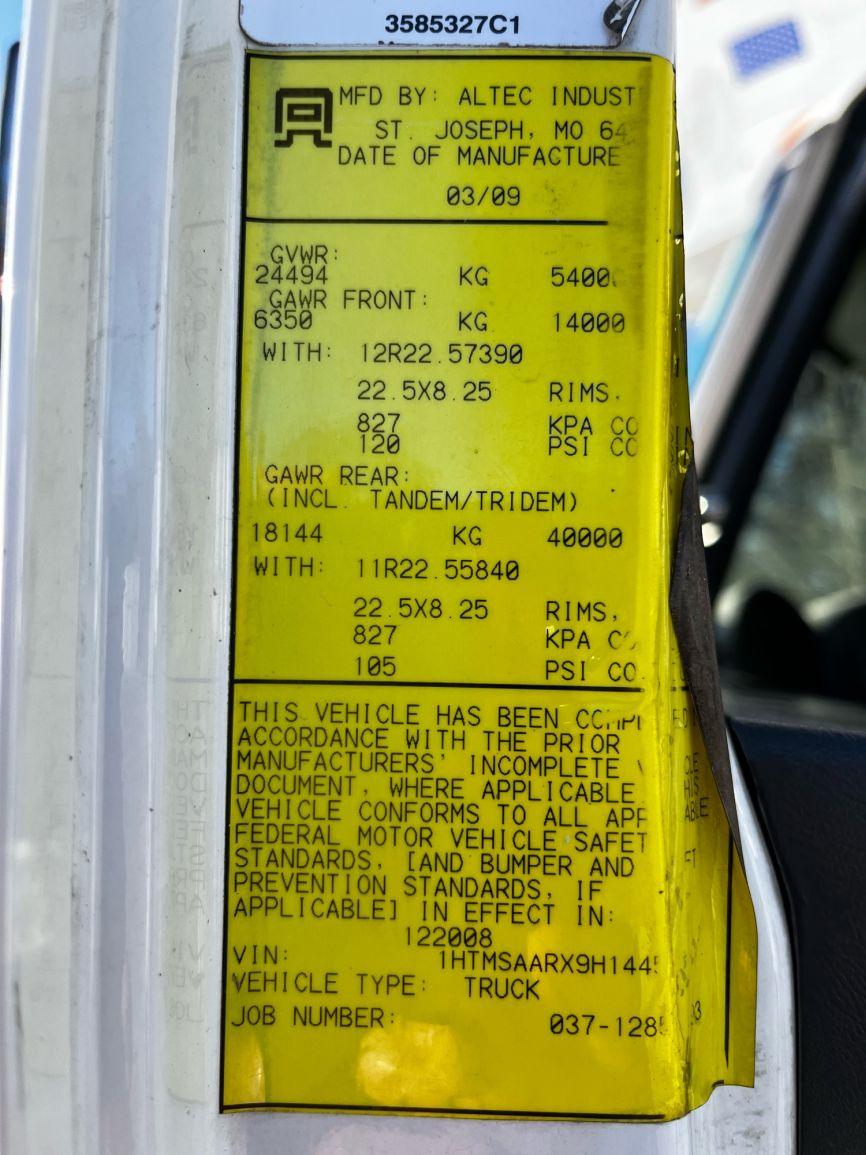 3585327C1
MFD BY: ALTEC INDUST
ST. JOSEPH, MO 64
DATE OF MANUFACTURE
03/09
GVWR:
24494 KG 5400
GAWR FRONT:
6350 KG 14000
WITH: 12R22.57390
22.5X8.25 RIMS,
827 KPA CO
120 PSI CO
GAWR REAR:
(INCL. TANDEM/TRIDEM)
18144 KG 40000
WITH: 11R22.55840
22.5X8.25 RIMS,
827 KPA CO
105 PSI CO
THIS VEHICLE HAS BEEN COMPL
ACCORDANCE WITH THE PRIOR
MANUFACTURERS' INCOMPLETE
DOCUMENT, WHERE APPLICABLE
VEHICLE CONFORMS TO ALL APP
FEDERAL MOTOR VEHICLE SAFET
STANDARDS, [AND BUMPER AND
PREVENTION STANDARDS, IF
APPLICABLE] IN EFFECT IN:
122008
VIN: 1HTMSAARX9H144
VEHICLE TYPE: TRUCK
JOB NUMBER: 037-128